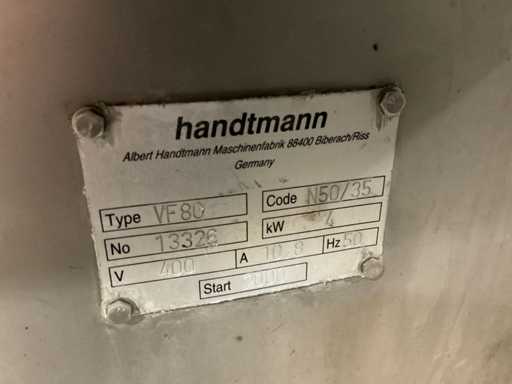 handtmann
Albert Handtmann Maschinenfabrik 88400 Biberach/Riss
Germany
Type VF80 Code N50/35
No 13326 kW 4
V 400 A 10,8 Hz 50
Start 2000